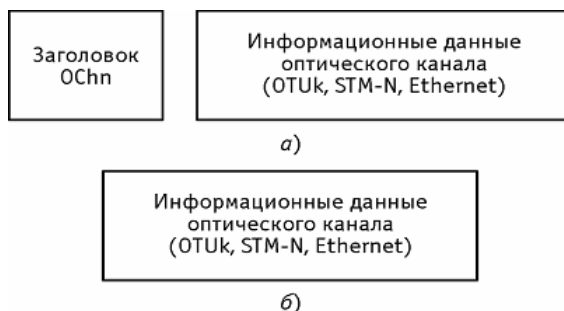 Заголовок
OChn
Информационные данные
оптического канала
(OTUk, STM-N, Ethernet)
а)
Информационные данные
оптического канала
(OTUk, STM-N, Ethernet)
б)